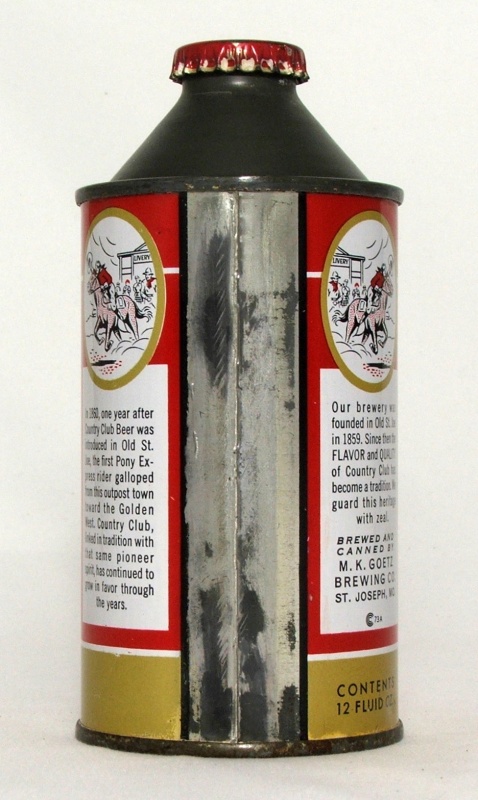 LIVERY
In 1860, one year after
Country Club Beer was
introduced in Old St.
Joe, the first Pony Ex-
press rider galloped
from this outpost town
toward the Golden
West. Country Club,
linked in tradition with
that same pioneer
spirit, has continued to
grow in favor through
the years.
LIVERY
Our brewery
founded in Old St.
in 1859. Since then
FLAVOR and QUALITY
of Country Club
become a tradition.
guard this heritage
with zeal.
BREWED AND
CANNED BY
M. K. GOETZ
BREWING CO.
ST. JOSEPH, MO.
73A
CONTENTS
12 FLUID OZ.